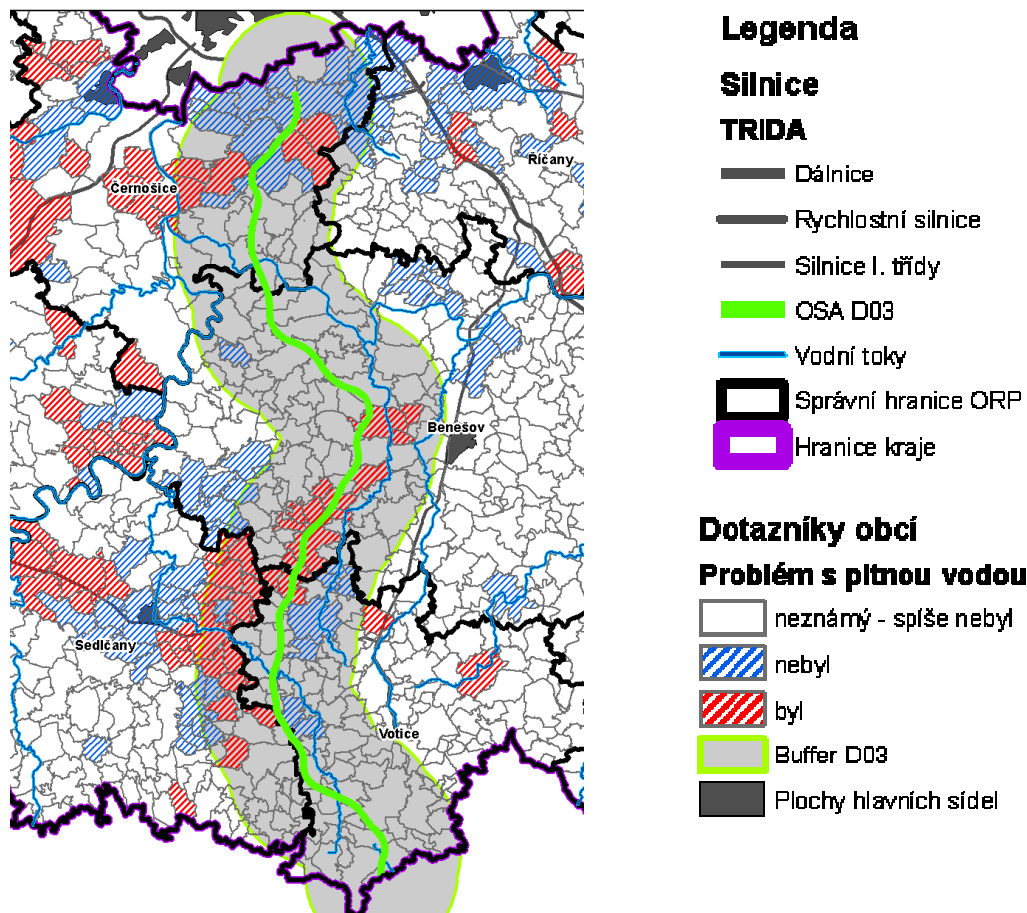 Legenda
Silnice
TRIDA
Dálnice
Rychlostní silnice
Silnice I. třídy
OSA D03
Vodní toky
Správní hranice ORP
Hranice kraje
Dotazníky obcí
Problém s pitnou vodou
neznámý - spíše nebyl
nebyl
byl
Buffer D03
Plochy hlavních sídel
Říčany
Černošice
Benešov
Sedlčany
Votice